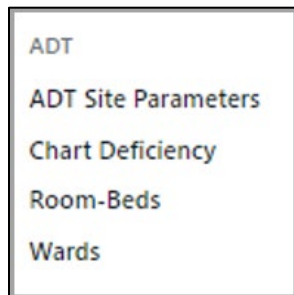 ADT
ADT Site Parameters
Chart Deficiency
Room-Beds
Wards